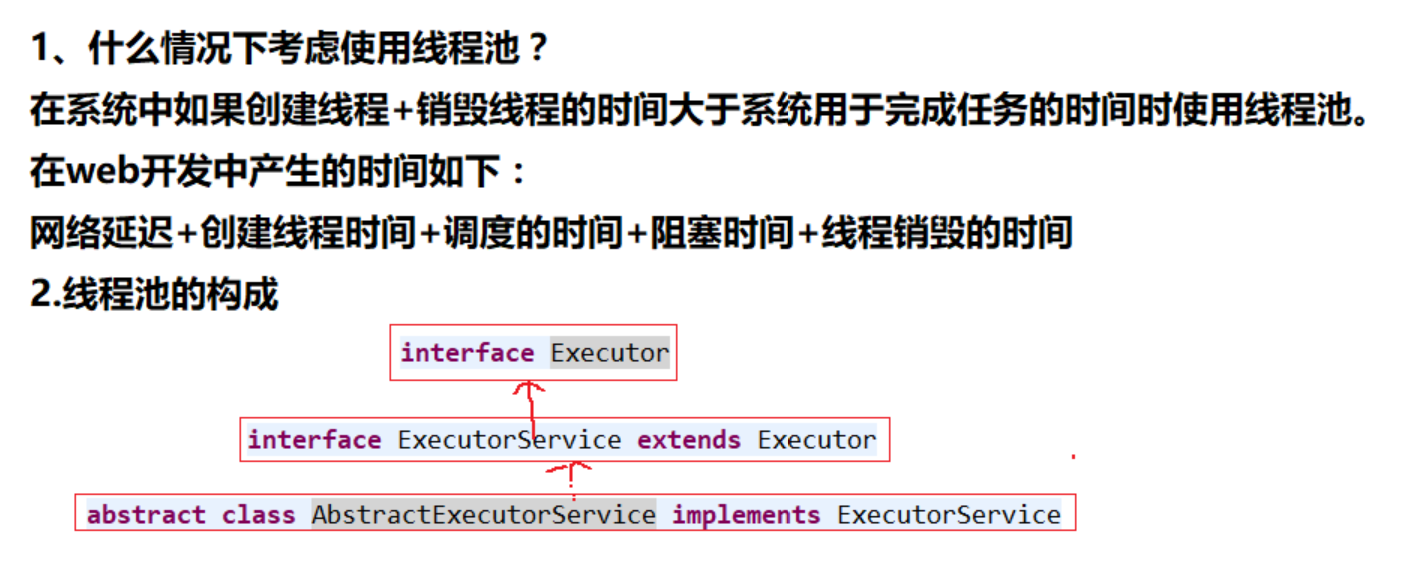 1、什么情况下考虑使用线程池？
在系统中如果创建线程+销毁线程的时间大于系统用于完成任务的时间时使用线程池。
在web开发中产生的时间如下：
网络延迟+创建线程时间+调度的时间+阻塞时间+线程销毁的时间
2.线程池的构成
interface Executor
interface ExecutorService extends Executor
abstract class AbstractExecutorService implements ExecutorService